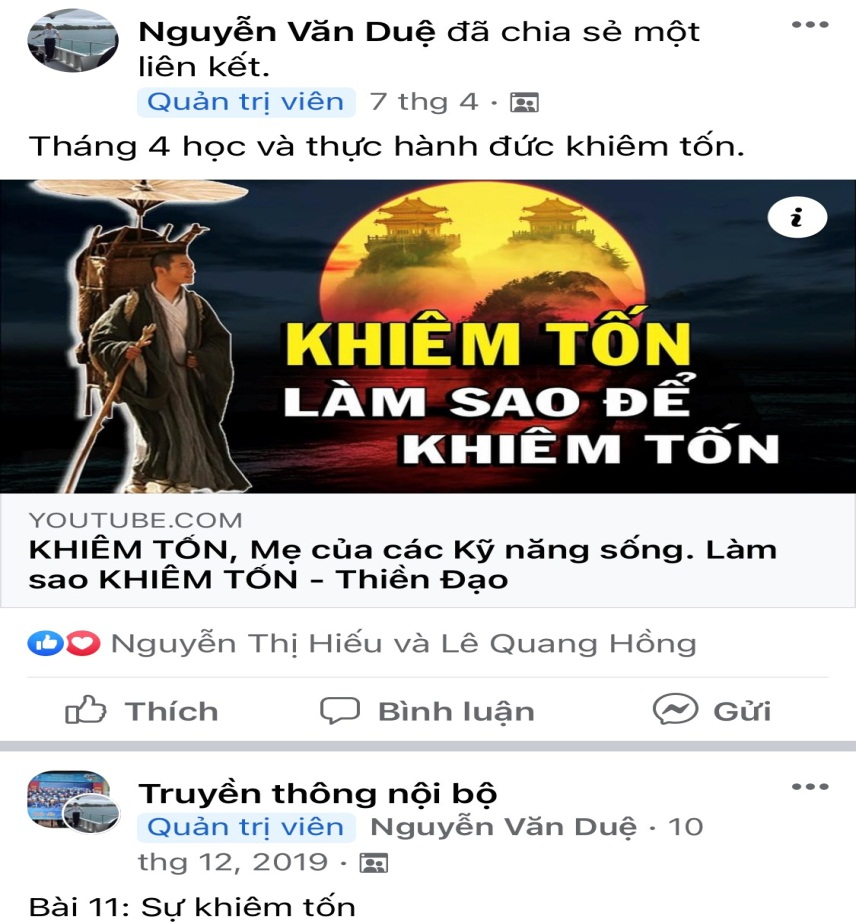 Nguyễn Văn Duệ đã chia sẻ một
liên kết.
Quản trị viên 7 thg 4 ·
Tháng 4 học và thực hành đức khiêm tốn.
i
KHIÊM TỐN
LÀM SAO ĐỂ
KHIÊM TỐN
YOUTUBE.COM
KHIÊM TỐN, Mẹ của các Kỹ năng sống. Làm
sao KHIÊM TỐN - Thiền Đạo
Nguyễn Thị Hiếu và Lê Quang Hồng
Thích Bình luận Gửi
Truyền thông nội bộ
Quản trị viên Nguyễn Văn Duệ · 10
thg 12, 2019 ·
Bài 11: Sự khiêm tốn